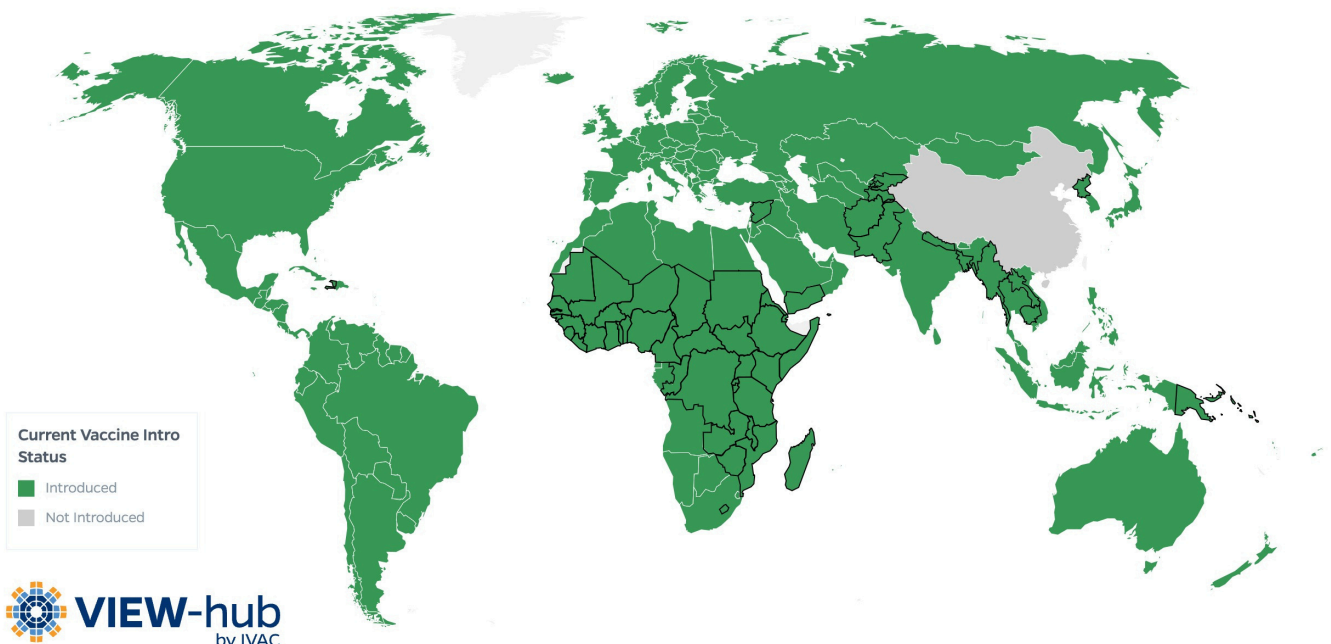 Current Vaccine Intro
Status
Introduced
Not Introduced
VIEW-hub
by IVAC